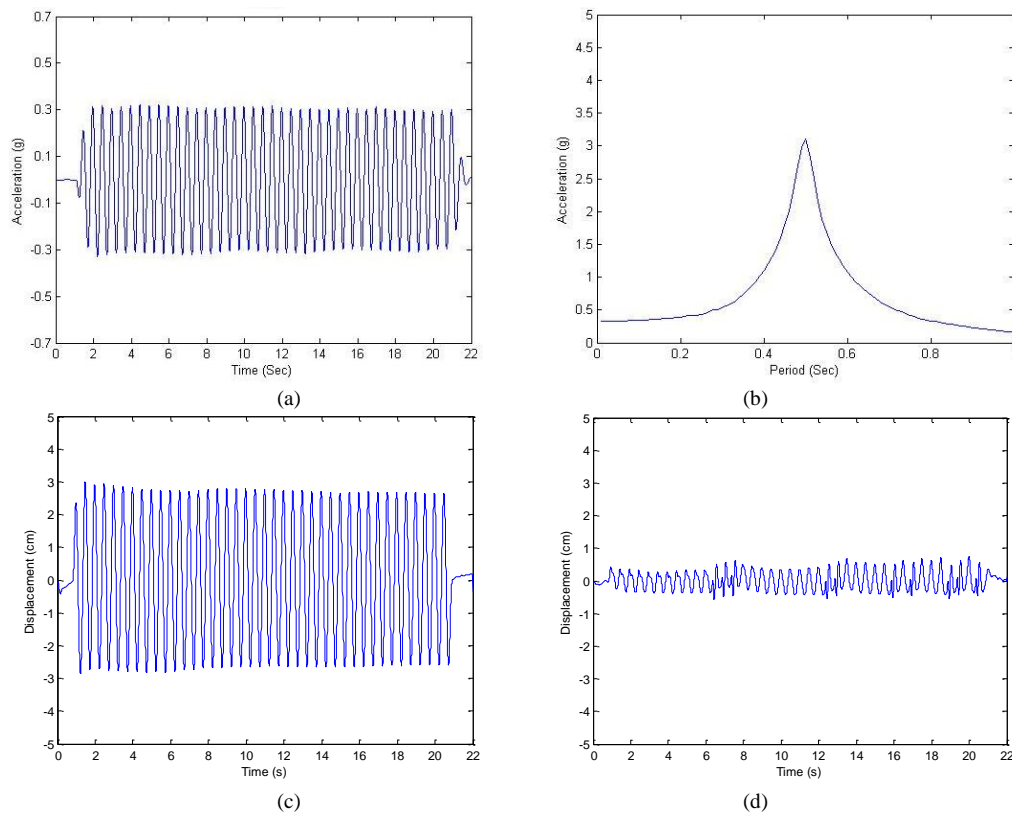 0.7
0.5
0.3
0.1
-0.1
-0.3
-0.5
-0.7
Acceleration (g)
0 2 4 6 8 10 12 14 16 18 20 22
Time (Sec)
(a)
5
4.5
4
3.5
3
2.5
2
1.5
1
0.5
0
Acceleration (g)
0 0.2 0.4 0.6 0.8
Period (Sec)
(b)
5
4
3
2
1
0
-1
-2
-3
-4
-5
Displacement (cm)
0 2 4 6 8 10 12 14 16 18 20 22
Time (s)
(c)
5
4
3
2
1
0
-1
-2
-3
-4
-5
Displacement (cm)
0 2 4 6 8 10 12 14 16 18 20 22
Time (s)
(d)